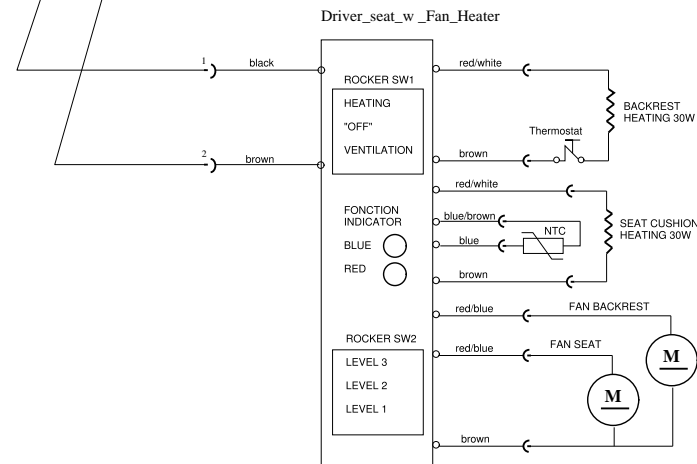 Driver_seat_w _Fan_Heater
1
black
red/white
ROCKER SW1
HEATING
"OFF"
VENTILATION
BACKREST
HEATING 30W
Thermostat
2
brown
brown
red/white
FONCTION
INDICATOR
blue/brown
NTC
SEAT CUSHION
HEATING 30W
BLUE
blue
RED
brown
red/blue
FAN BACKREST
ROCKER SW2
red/blue
FAN SEAT
LEVEL 3
LEVEL 2
LEVEL 1
M
M
brown